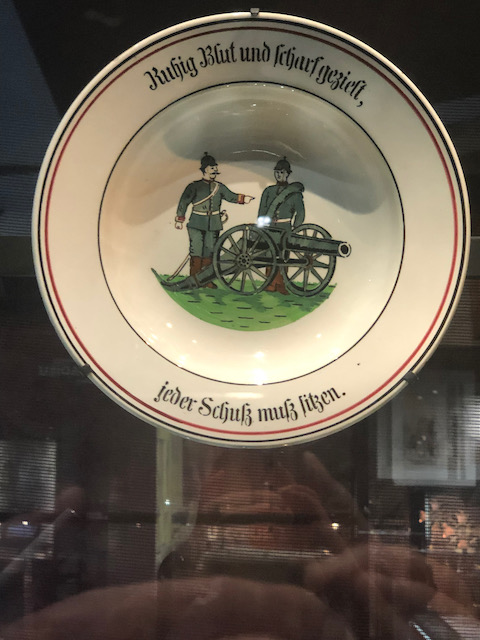 Ruhig Blut und scharf gezielt,
jeder Schuß muß sitzen.